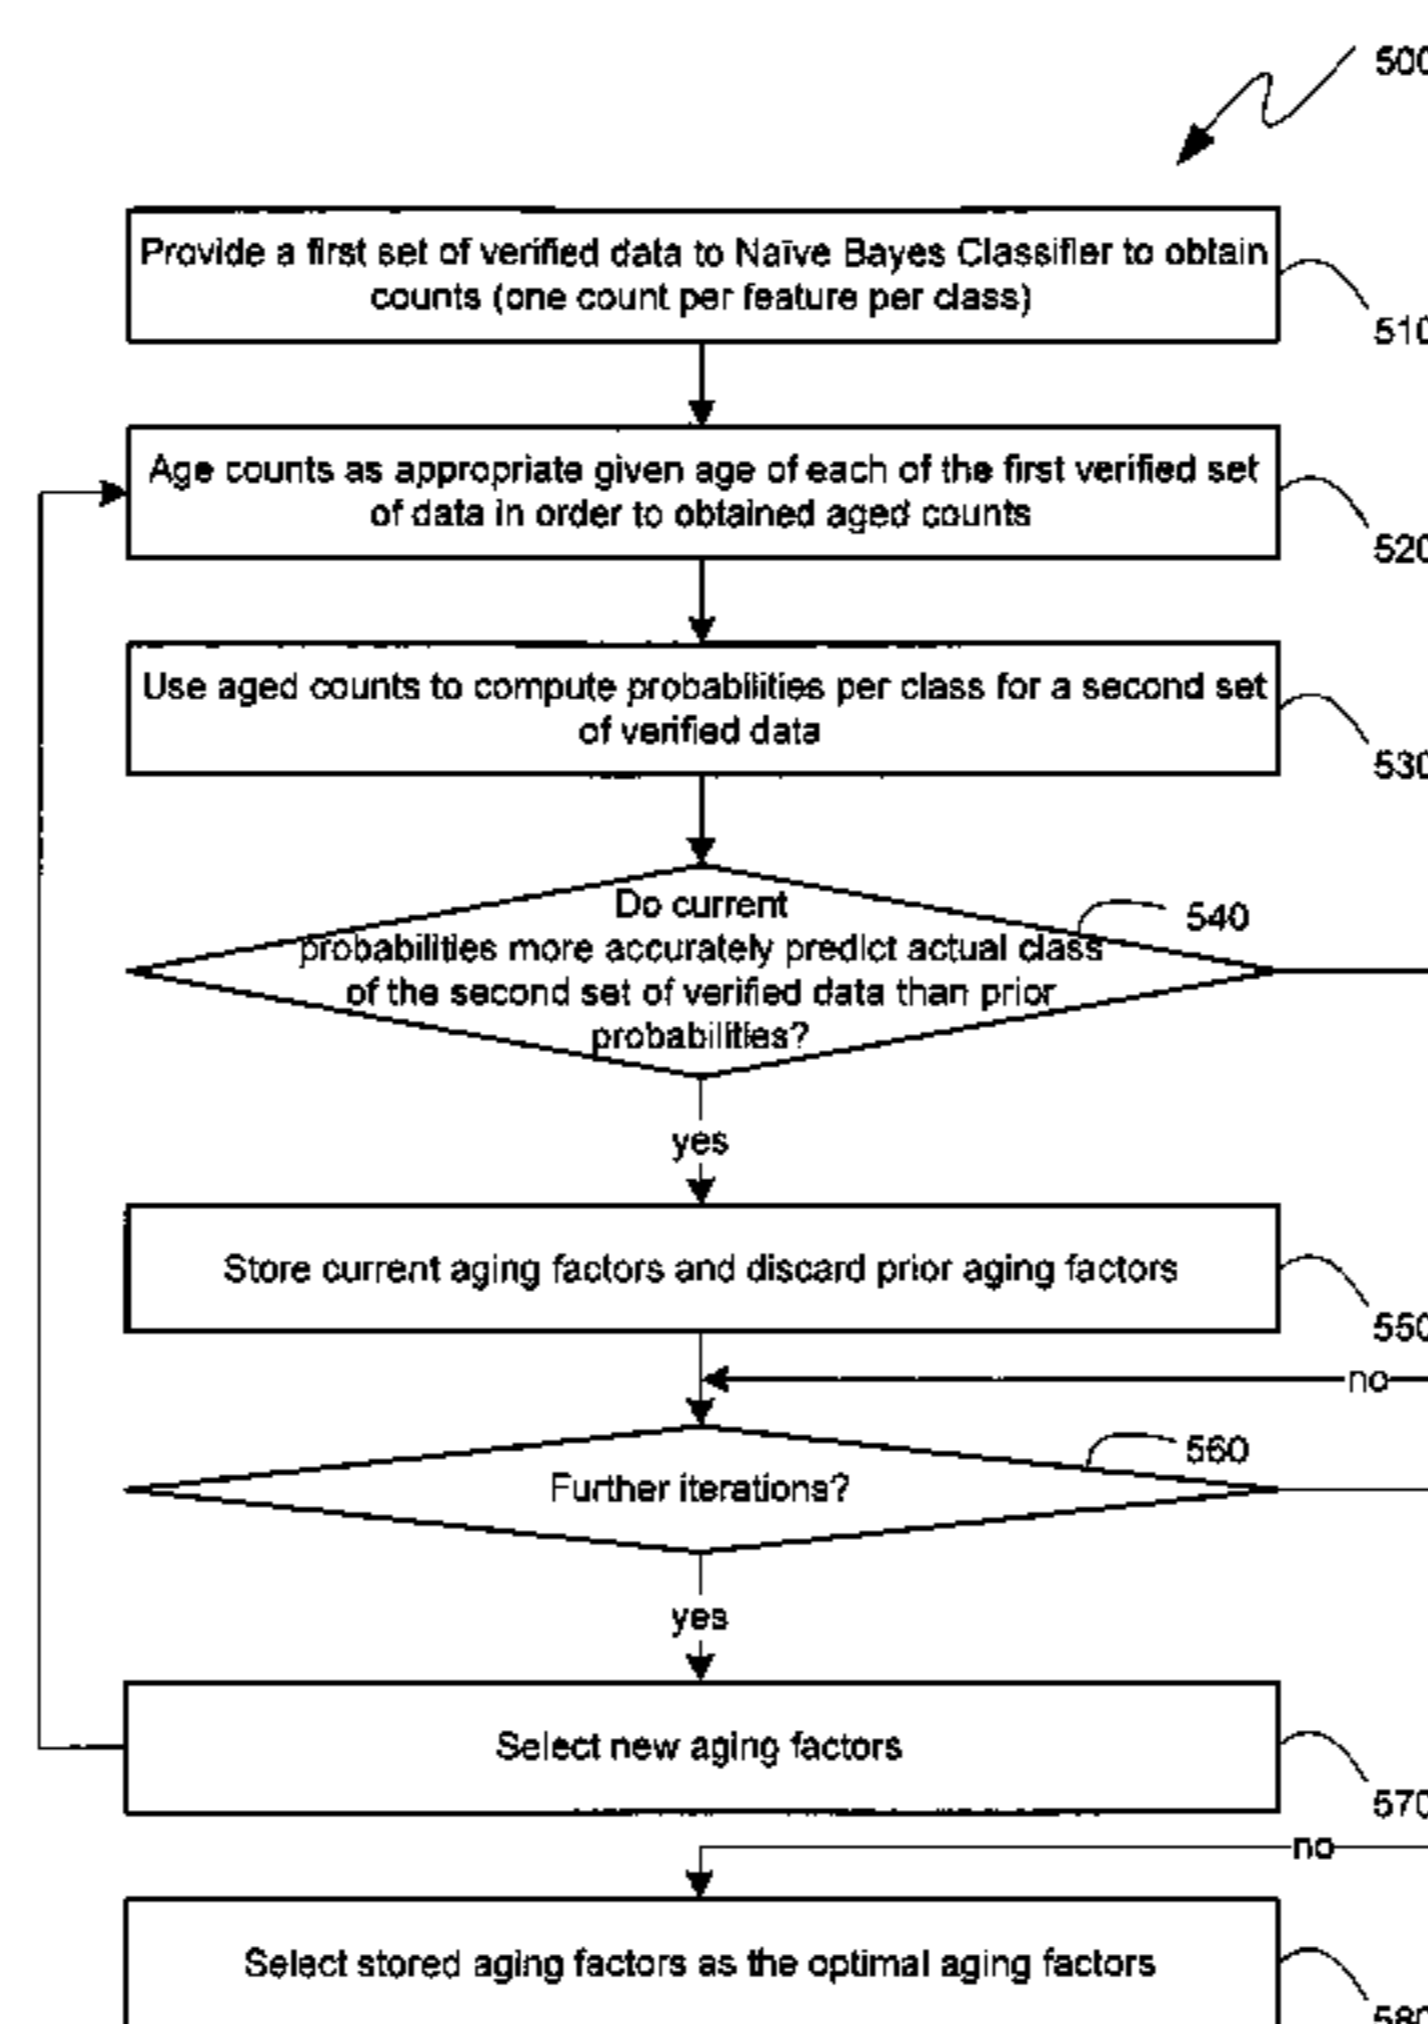 500
Provide a first set of verified data to Naïve Bayes Classifier to obtain
counts (one count per feature per class)
510
Age counts as appropriate given age of each of the first verified set
of data in order to obtained aged counts
520
Use aged counts to compute probabilities per class for a second set
of verified data
530
Do current
probabilities more accurately predict actual class
of the second set of verified data than prior
probabilities?
540
yes
Store current aging factors and discard prior aging factors
550
no
560
Further iterations?
yes
Select new aging factors
570
no
Select stored aging factors as the optimal aging factors
580